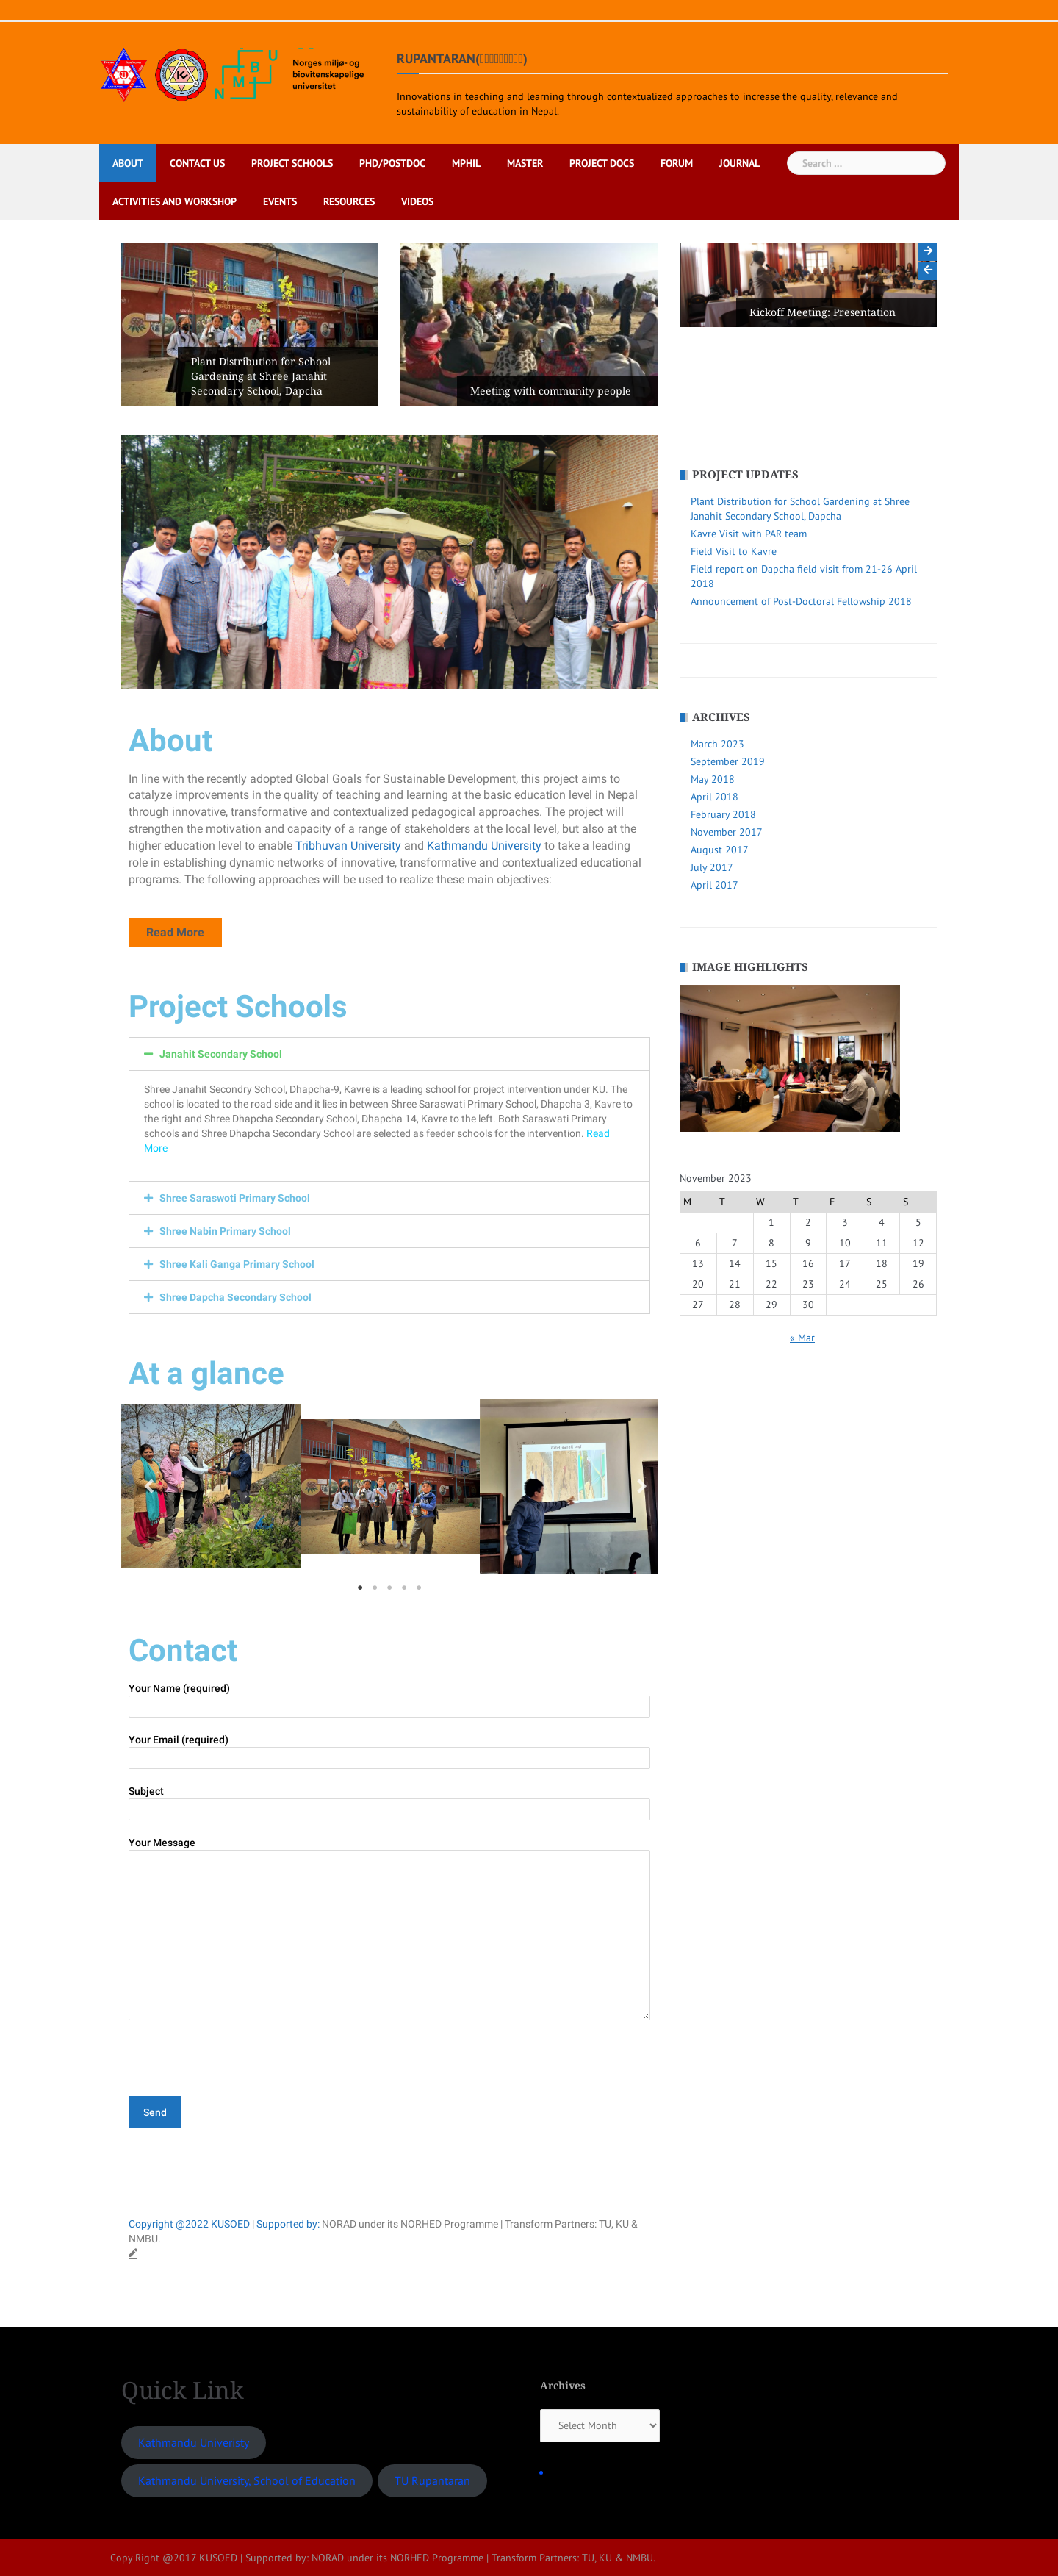 Norges miljø- og
biovitenskapelige
universitet
N M B U
RUPANTARAN(
Innovations in teaching and learning through contextualized approaches to increase the quality, relevance and
sustainability of education in Nepal.
ABOUT CONTACT US PROJECT SCHOOLS PHD/POSTDOC MPHIL MASTER PROJECT DOCS FORUM JOURNAL Search ...
ACTIVITIES AND WORKSHOP EVENTS RESOURCES VIDEOS
Plant Distribution for School
Gardening at Shree Janahit
Secondary School, Dapcha
Meeting with community people
Kickoff Meeting: Presentation
PROJECT UPDATES
Plant Distribution for School Gardening at Shree
Janahit Secondary School, Dapcha
Kavre Visit with PAR team
Field Visit to Kavre
Field report on Dapcha field visit from 21-26 April
2018
Announcement of Post-Doctoral Fellowship 2018
ARCHIVES
March 2023
September 2019
May 2018
April 2018
February 2018
November 2017
August 2017
July 2017
April 2017
IMAGE HIGHLIGHTS
November 2023
M T W T F S S
1 2 3 4 5
6 7 8 9 10 11 12
13 14 15 16 17 18 19
20 21 22 23 24 25 26
27 28 29 30
« Mar
About
In line with the recently adopted Global Goals for Sustainable Development, this project aims to
catalyze improvements in the quality of teaching and learning at the basic education level in Nepal
through innovative, transformative and contextualized pedagogical approaches. The project will
strengthen the motivation and capacity of a range of stakeholders at the local level, but also at the
higher education level to enable Tribhuvan University and Kathmandu University to take a leading
role in establishing dynamic networks of innovative, transformative and contextualized educational
programs. The following approaches will be used to realize these main objectives:
Read More
Project Schools
Janahit Secondary School
Shree Janahit Secondry School, Dhapcha-9, Kavre is a leading school for project intervention under KU. The
school is located to the road side and it lies in between Shree Saraswati Primary School, Dhapcha 3, Kavre to
the right and Shree Dhapcha Secondary School, Dhapcha 14, Kavre to the left. Both Saraswati Primary
schools and Shree Dhapcha Secondary School are selected as feeder schools for the intervention. Read
More
Shree Saraswoti Primary School
Shree Nabin Primary School
Shree Kali Ganga Primary School
Shree Dapcha Secondary School
At a glance
Contact
Your Name (required)
Your Email (required)
Subject
Your Message
Send
Copyright @2022 KUSOED | Supported by: NORAD under its NORHED Programme | Transform Partners: TU, KU &
NMBU.
Quick Link
Kathmandu Univeristy
Kathmandu University, School of Education TU Rupantaran
Archives
Select Month
Copy Right @2017 KUSOED | Supported by: NORAD under its NORHED Programme | Transform Partners: TU, KU & NMBU.